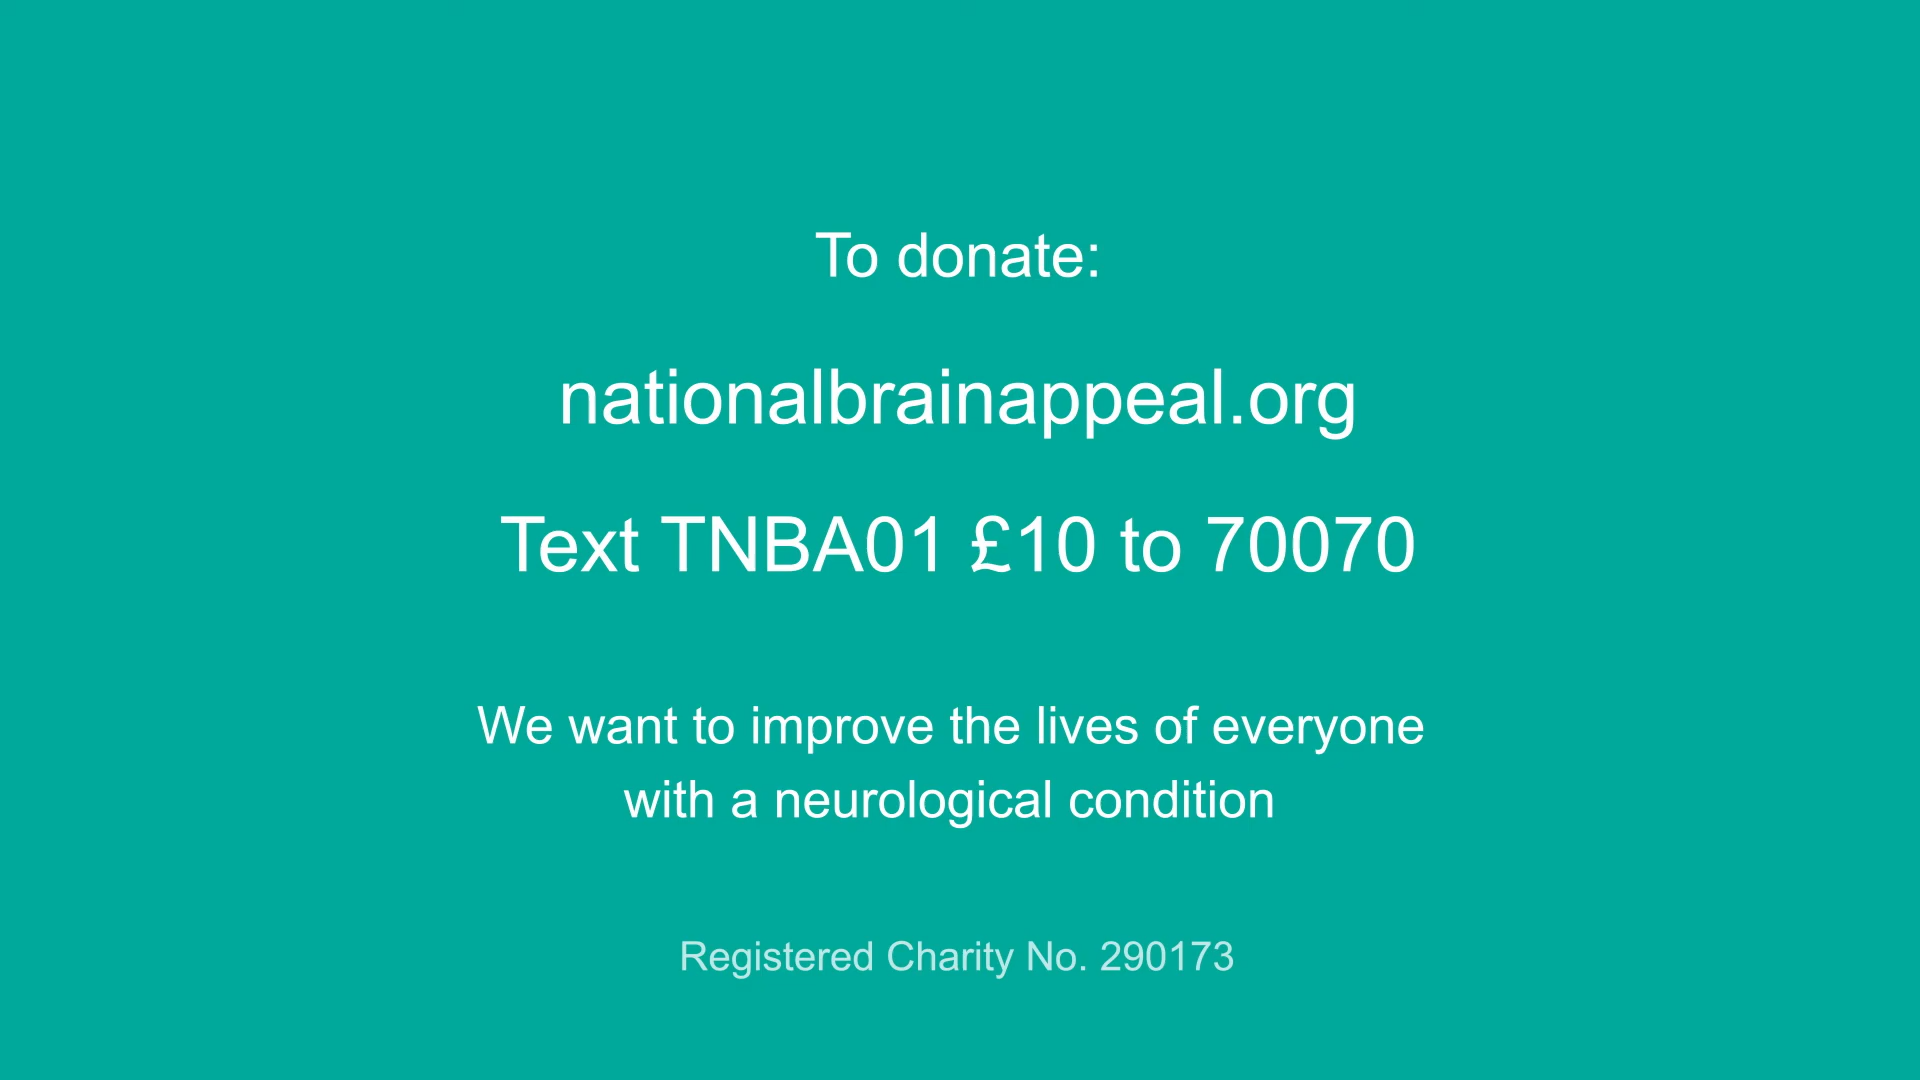 To donate:
nationalbrainappeal.org
Text TNBA01 £10 to 70070
We want to improve the lives of everyone
with a neurological condition
Registered Charity No. 290173